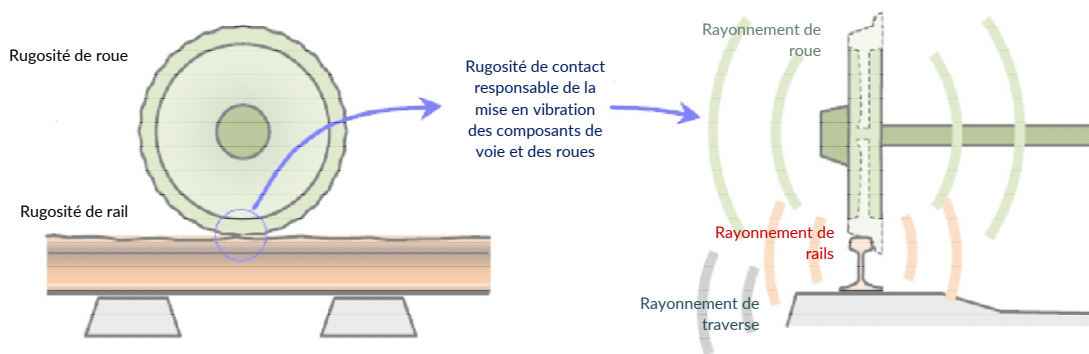 Rugosité de roue
Rugosité de rail
Rugosité de contact
responsable de la
mise en vibration
des composants de
voie et des roues
Rayonnement de
roue
Rayonnement de
rails
Rayonnement de
traverse